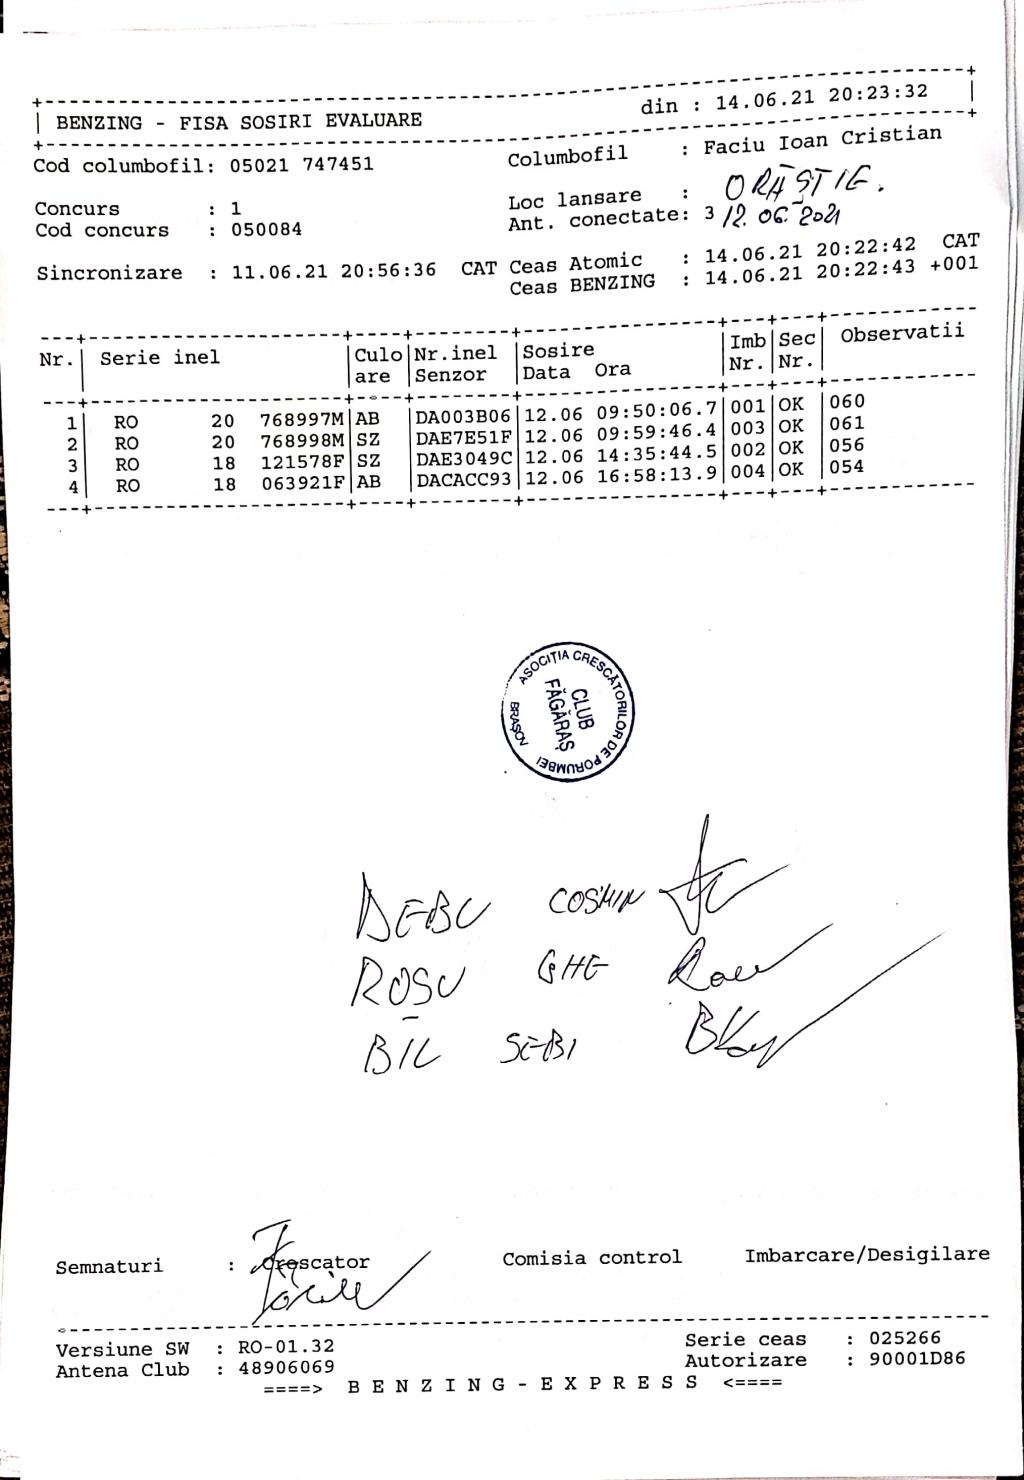 BENZING - FISA SOSIRI EVALUARE din : 14.06.21 20:23:32
Cod columbofil: 05021 747451 Columbofil : Faciu Ioan Cristian
Loc lansare : ORĂȘTIE.
Concurs : 1 Ant. conectate: 3 12.06.2021
Cod concurs : 050084
Sincronizare : 11.06.21 20:56:36 CAT Ceas Atomic : 14.06.21 20:22:42 CAT
Ceas BENZING : 14.06.21 20:22:43 +001
Nr. Serie inel Culo Nr.inel Sosire Imb Sec Observatii
are Senzor Data Ora Nr. Nr.
1 RO 20 768997M AB DA003B06 12.06 09:50:06.7 001 OK 060
2 RO 20 768998M SZ DAE7E51F 12.06 09:59:46.4 003 OK 061
3 RO 18 121578F SZ DAE3049C 12.06 14:35:44.5 002 OK 056
4 RO 18 063921F AB DACACC93 12.06 16:58:13.9 004 OK 054
ASOCIȚIA CRESCĂTORILOR DE PORUMBEI
BRAȘOV
CLUB
FĂGĂRAȘ
DEBU COSMIN
ROȘU GHE
BIL SEBI
Semnaturi : Crescator Comisia control Imbarcare/Desigilare
Versiune SW : RO-01.32 Serie ceas : 025266
Antena Club : 48906069 Autorizare : 90001D86
====> B E N Z I N G - E X P R E S S <====